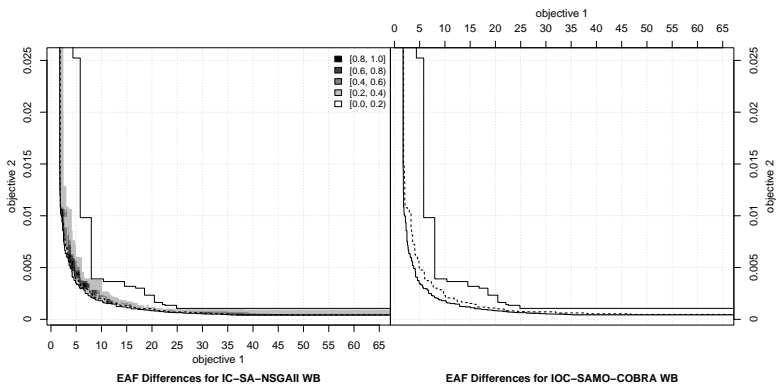 objective 1
0 5 10 15 20 25 30 35 40 45 50 55 60 65
[0.8, 1.0]
[0.6, 0.8)
[0.4, 0.6)
[0.2, 0.4)
[0.0, 0.2)
objective 2
0.025
0.02
0.015
0.01
0.005
0
objective 2
0.025
0.02
0.015
0.01
0.005
0
0 5 10 15 20 25 30 35 40 45 50 55 60 65
objective 1
EAF Differences for IC−SA−NSGAII WB
EAF Differences for IOC−SAMO−COBRA WB